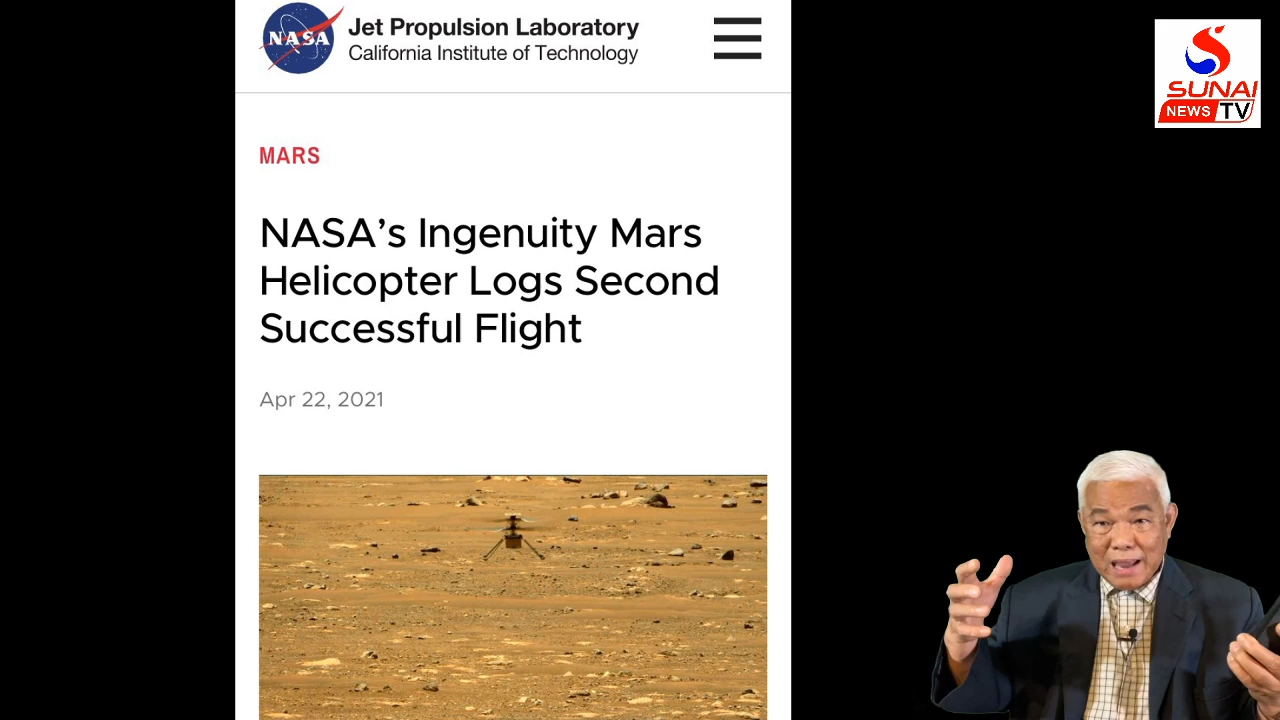 NASA
Jet Propulsion Laboratory
California Institute of Technology
MARS
NASA’s Ingenuity Mars
Helicopter Logs Second
Successful Flight
Apr 22, 2021
SUNAI
NEWS TV